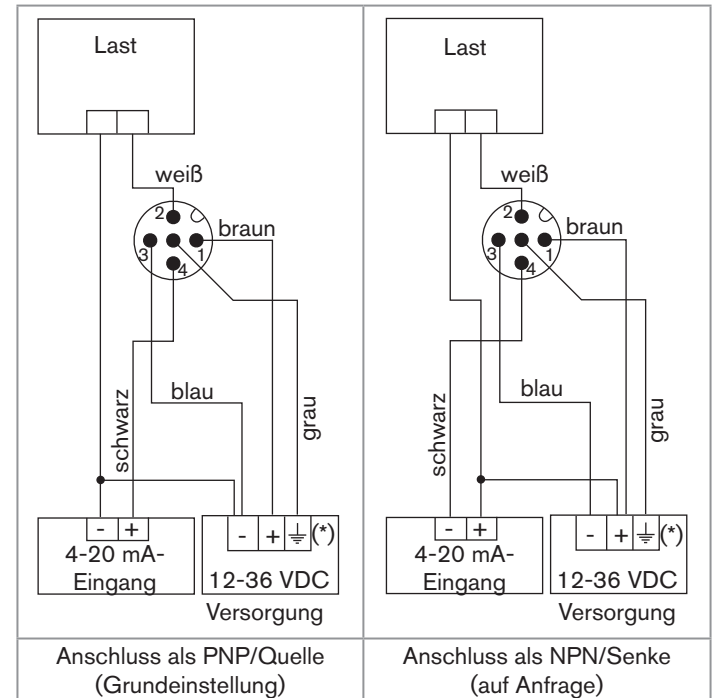 Last
weiß
2
braun
3
1
4
schwarz
blau
grau
- +
4-20 mA-
Eingang
- + (*)
12-36 VDC
Versorgung
Anschluss als PNP/Quelle
(Grundeinstellung)
Last
weiß
2
braun
3
1
4
schwarz
blau
grau
- +
4-20 mA-
Eingang
- + (*)
12-36 VDC
Versorgung
Anschluss als NPN/Senke
(auf Anfrage)